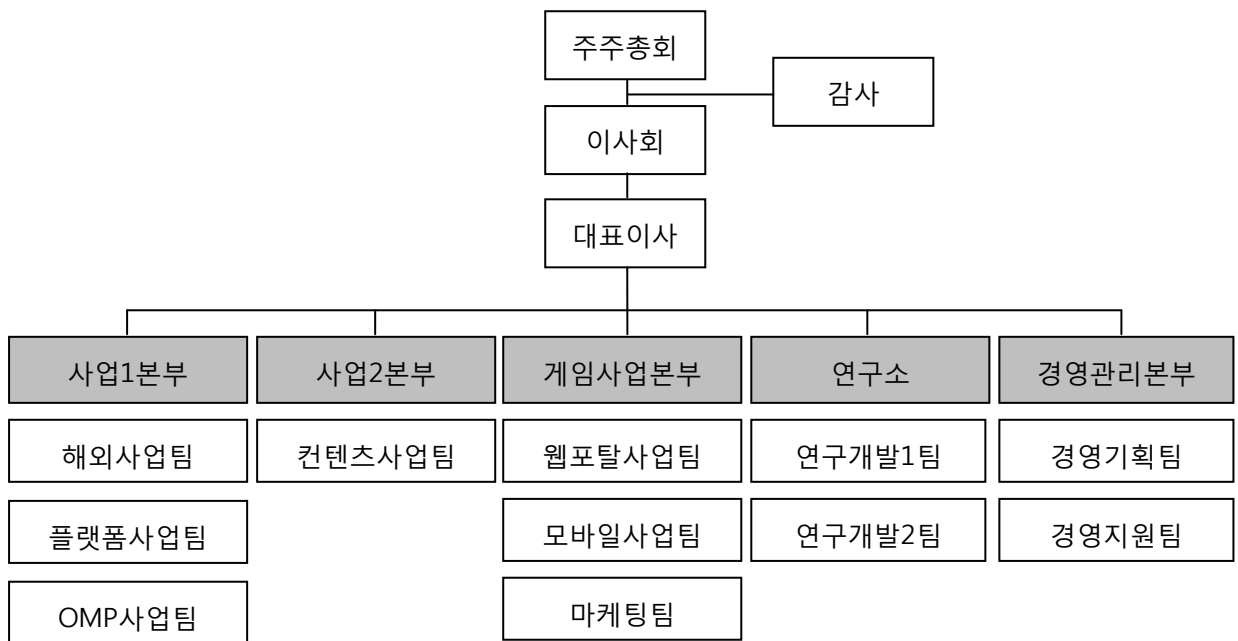 주주총회
감사
이사회
대표이사
사업1본부
사업2본부
게임사업본부
연구소
경영관리본부
해외사업팀
컨텐츠사업팀
웹포탈사업팀
연구개발1팀
경영기획팀
플랫폼사업팀
모바일사업팀
연구개발2팀
경영지원팀
OMP사업팀
마케팅팀